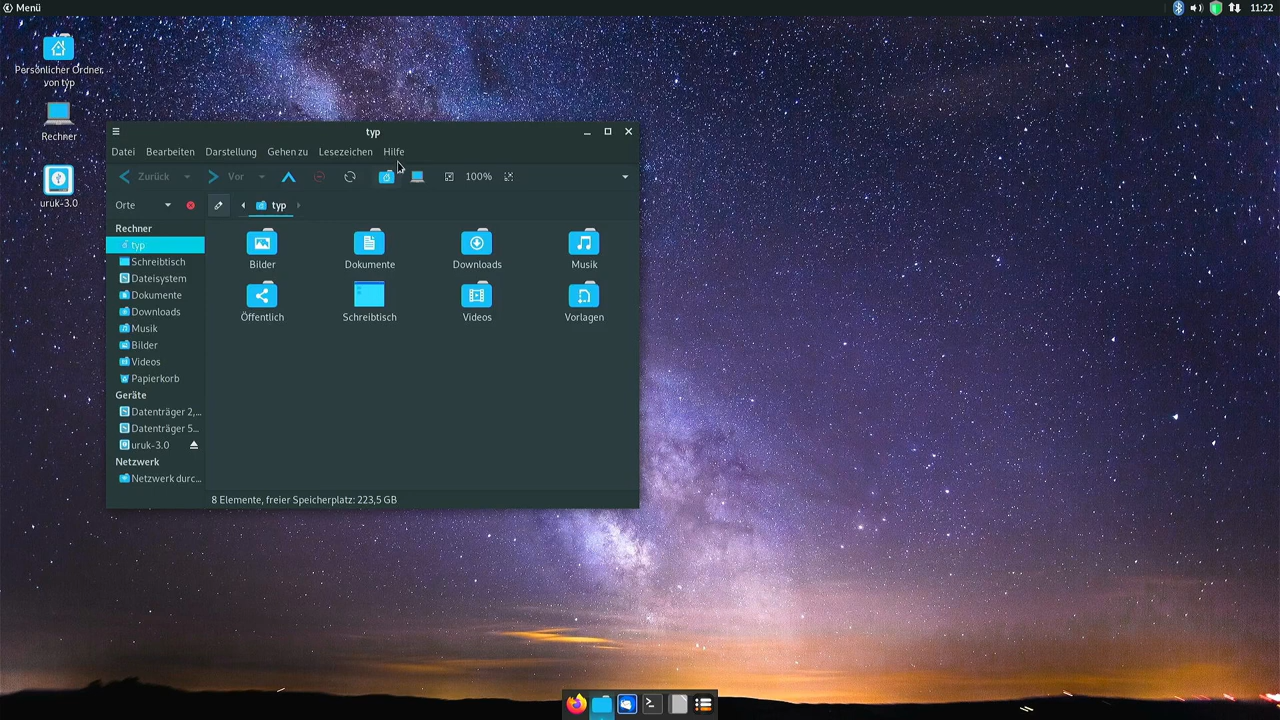 Menü
11:22
Persönlicher Ordner
von typ
Rechner
uruk-3.0
typ
Datei Bearbeiten Darstellung Gehen zu Lesezeichen Hilfe
Zurück Vor 100%
Orte typ
Rechner
typ
Schreibtisch
Dateisystem
Dokumente
Downloads
Musik
Bilder
Videos
Papierkorb
Geräte
Datenträger 2,...
Datenträger 5...
uruk-3.0
Netzwerk
Netzwerk durc...
Bilder Dokumente Downloads Musik
Öffentlich Schreibtisch Videos Vorlagen
8 Elemente, freier Speicherplatz: 223,5 GB